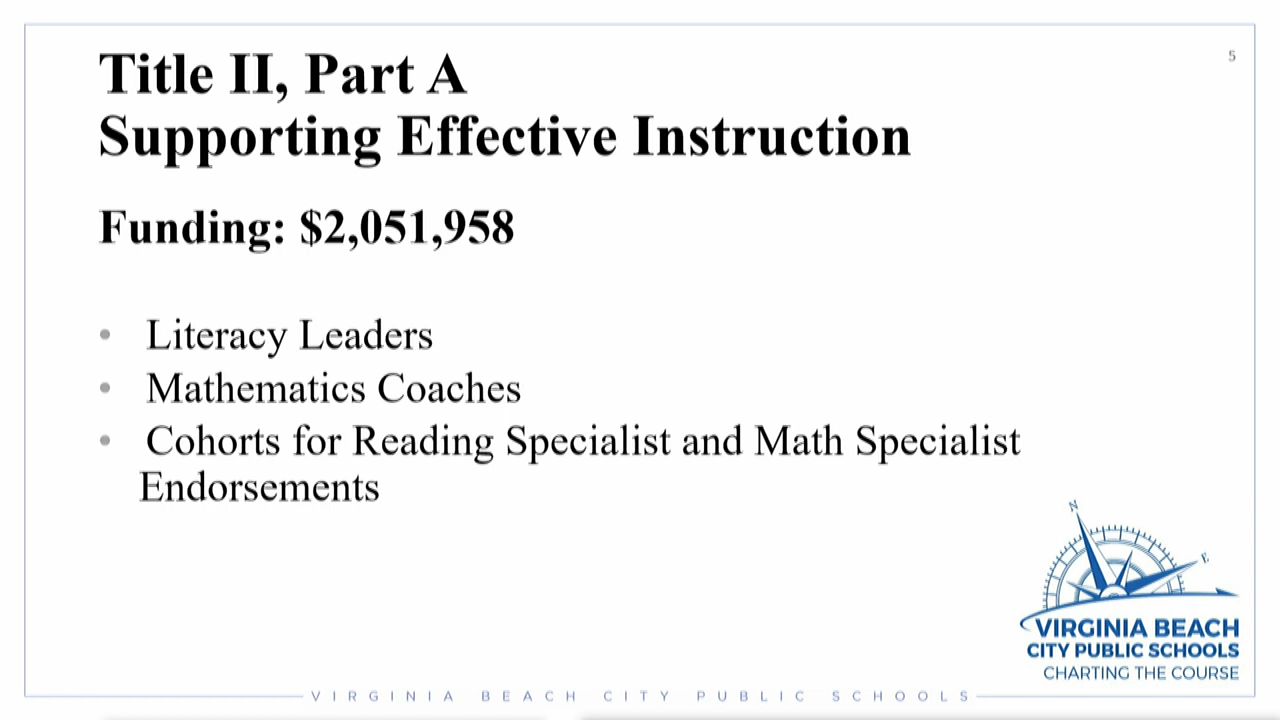 5
Title II, Part A
Supporting Effective Instruction
Funding: $2,051,958
• Literacy Leaders
• Mathematics Coaches
• Cohorts for Reading Specialist and Math Specialist
Endorsements
N
E
VIRGINIA BEACH
CITY PUBLIC SCHOOLS
CHARTING THE COURSE
VIRGINIA BEACH CITY PUBLIC SCHOOLS